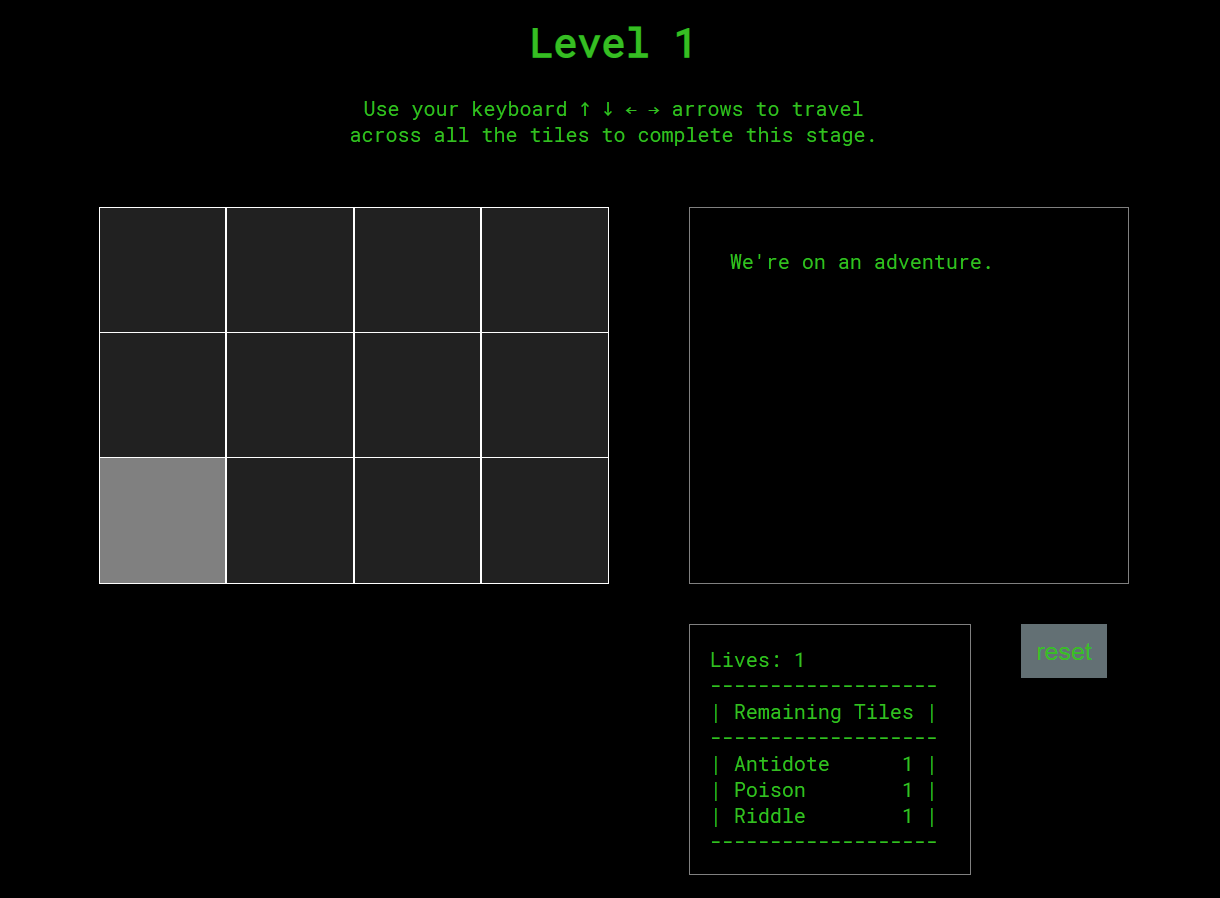 Level 1
Use your keyboard ↑ ↓ ← → arrows to travel
across all the tiles to complete this stage.
We're on an adventure.
Lives: 1
-------------------
| Remaining Tiles |
-------------------
| Antidote      1 |
| Poison        1 |
| Riddle        1 |
-------------------
reset